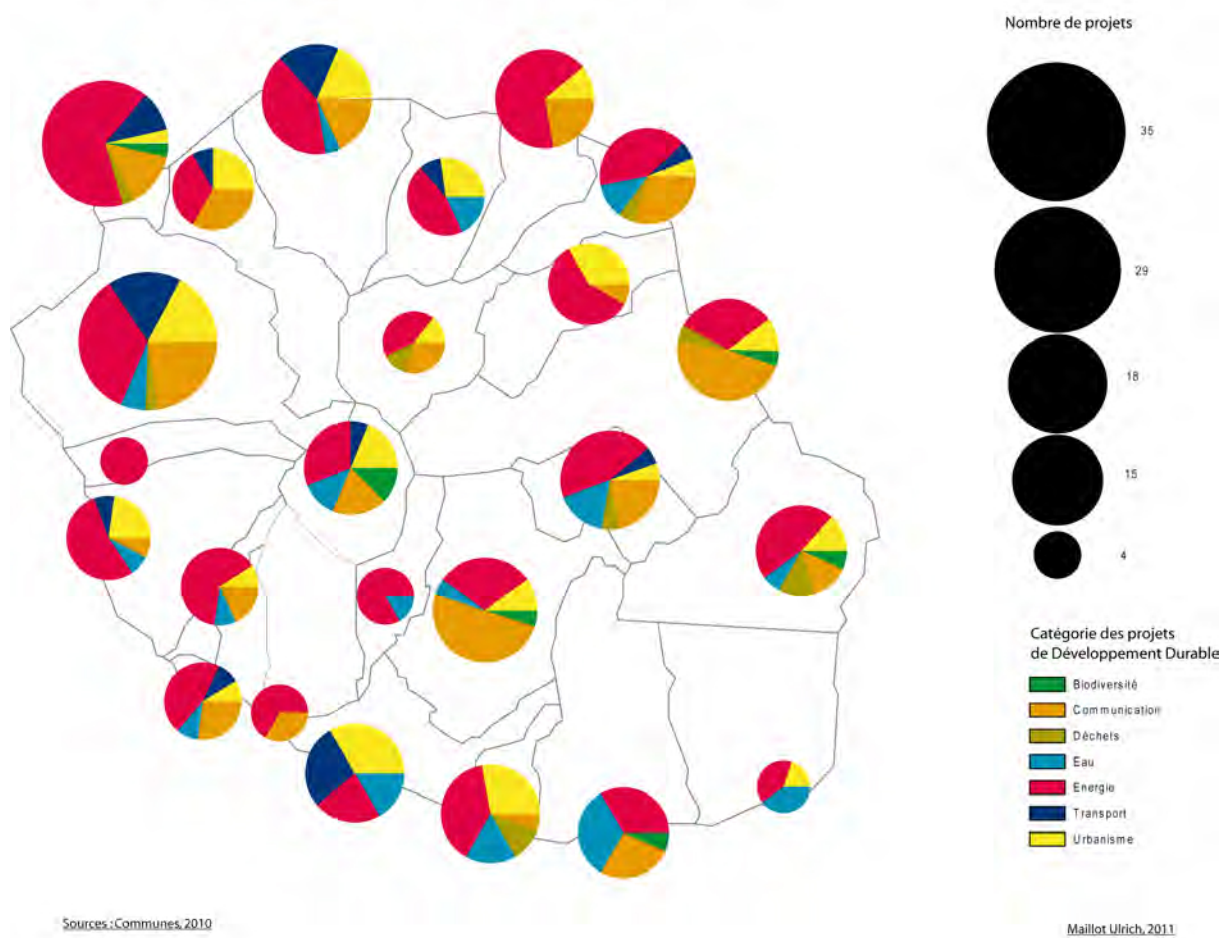 Nombre de projets
35
29
18
15
4
Catégorie des projets
de Développement Durable
Biodiversité
Communication
Déchets
Eau
Energie
Transport
Urbanisme
Sources : Communes, 2010
Maillot Ulrich, 2011